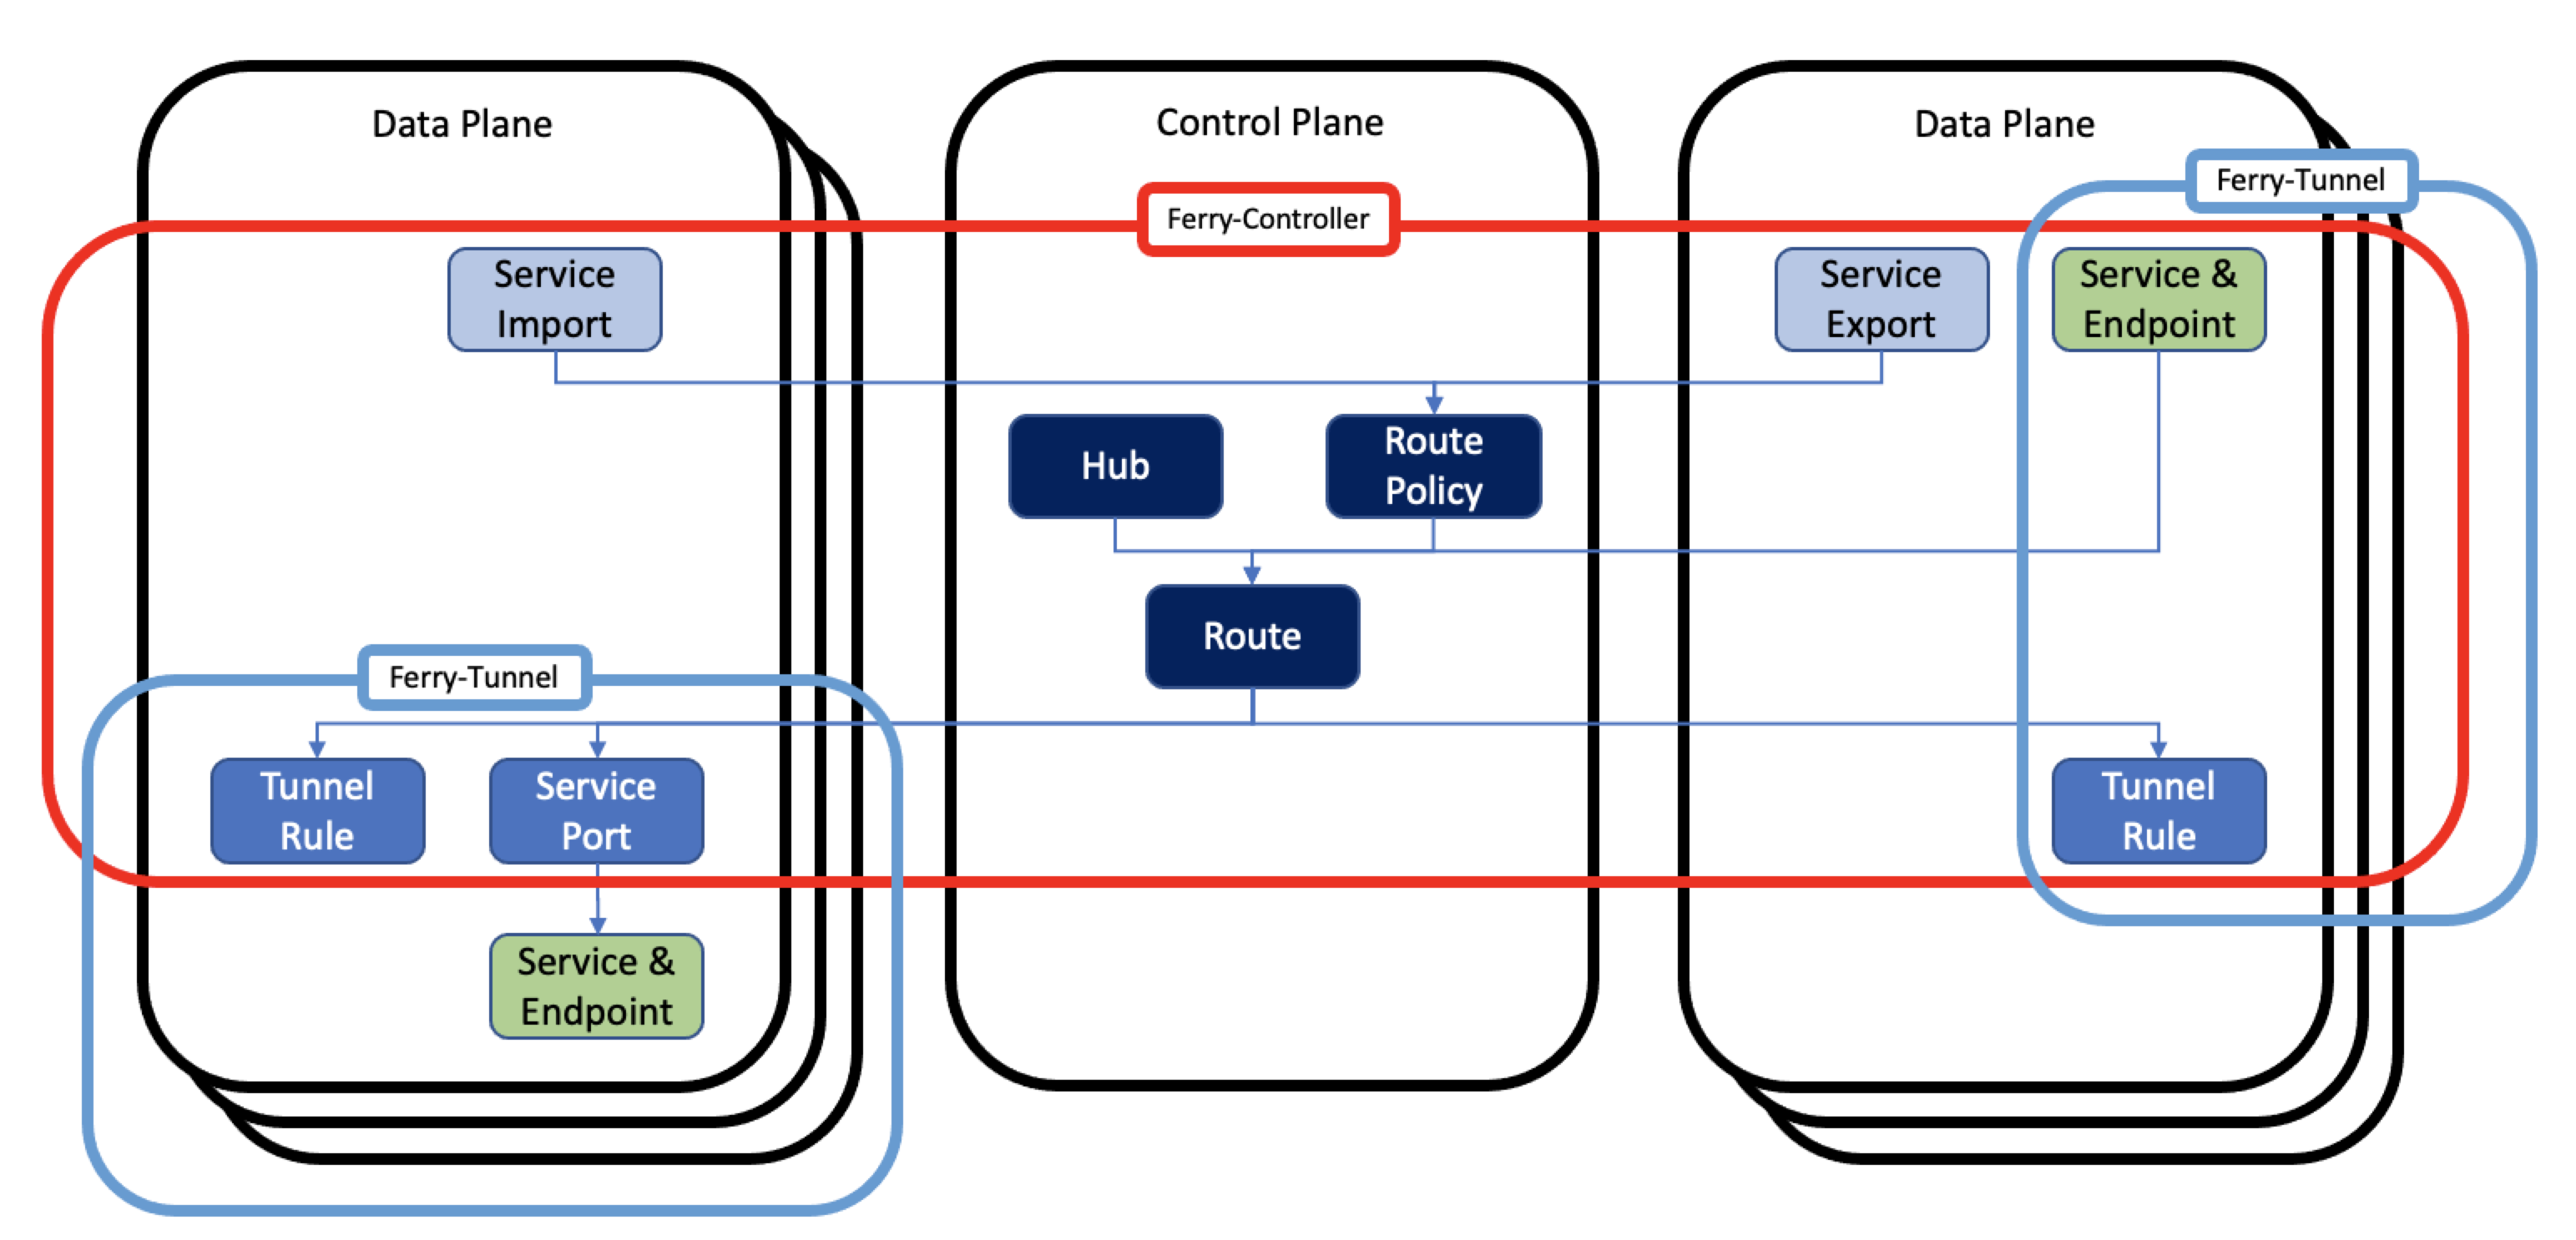 Data Plane
Control Plane
Data Plane
Ferry-Tunnel
Ferry-Controller
Service
Import
Service
Export
Service &
Endpoint
Hub
Route
Policy
Route
Ferry-Tunnel
Tunnel
Rule
Service
Port
Tunnel
Rule
Service &
Endpoint